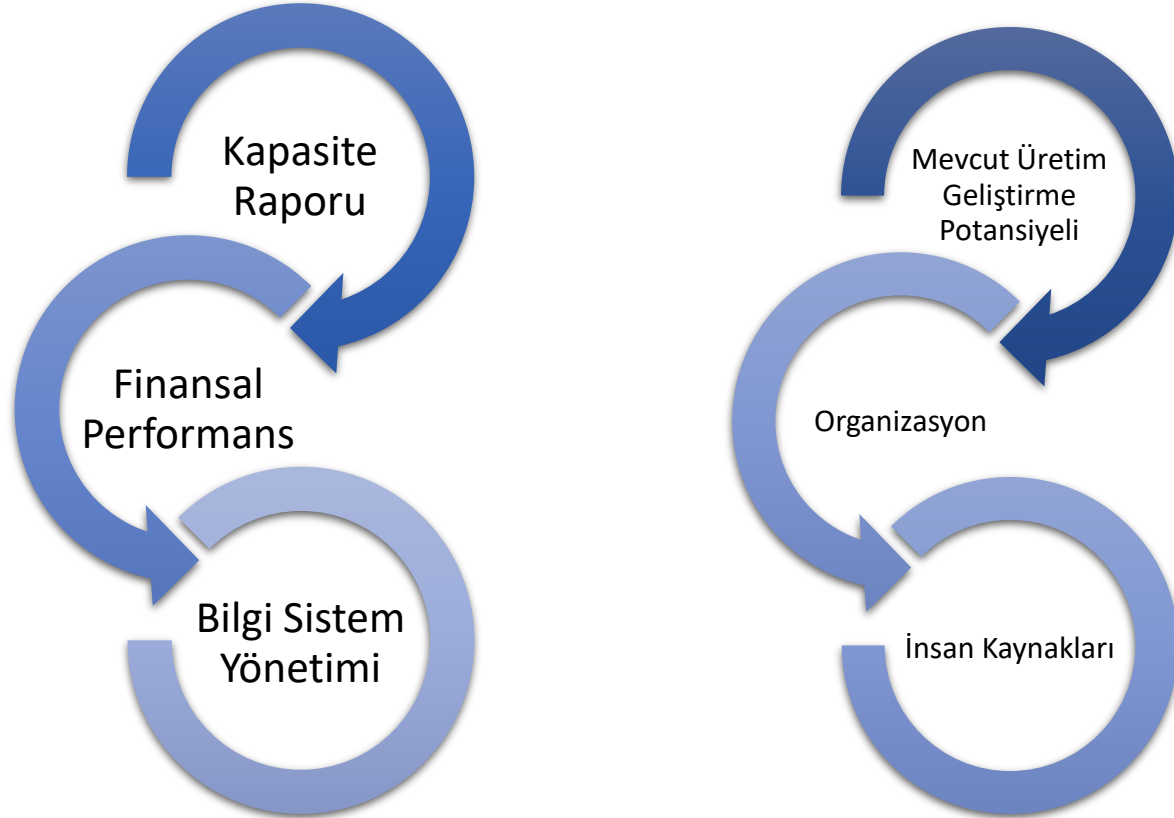 Kapasite
Raporu
Finansal
Performans
Bilgi Sistem
Yönetimi
Mevcut Üretim
Geliştirme
Potansiyeli
Organizasyon
İnsan Kaynakları